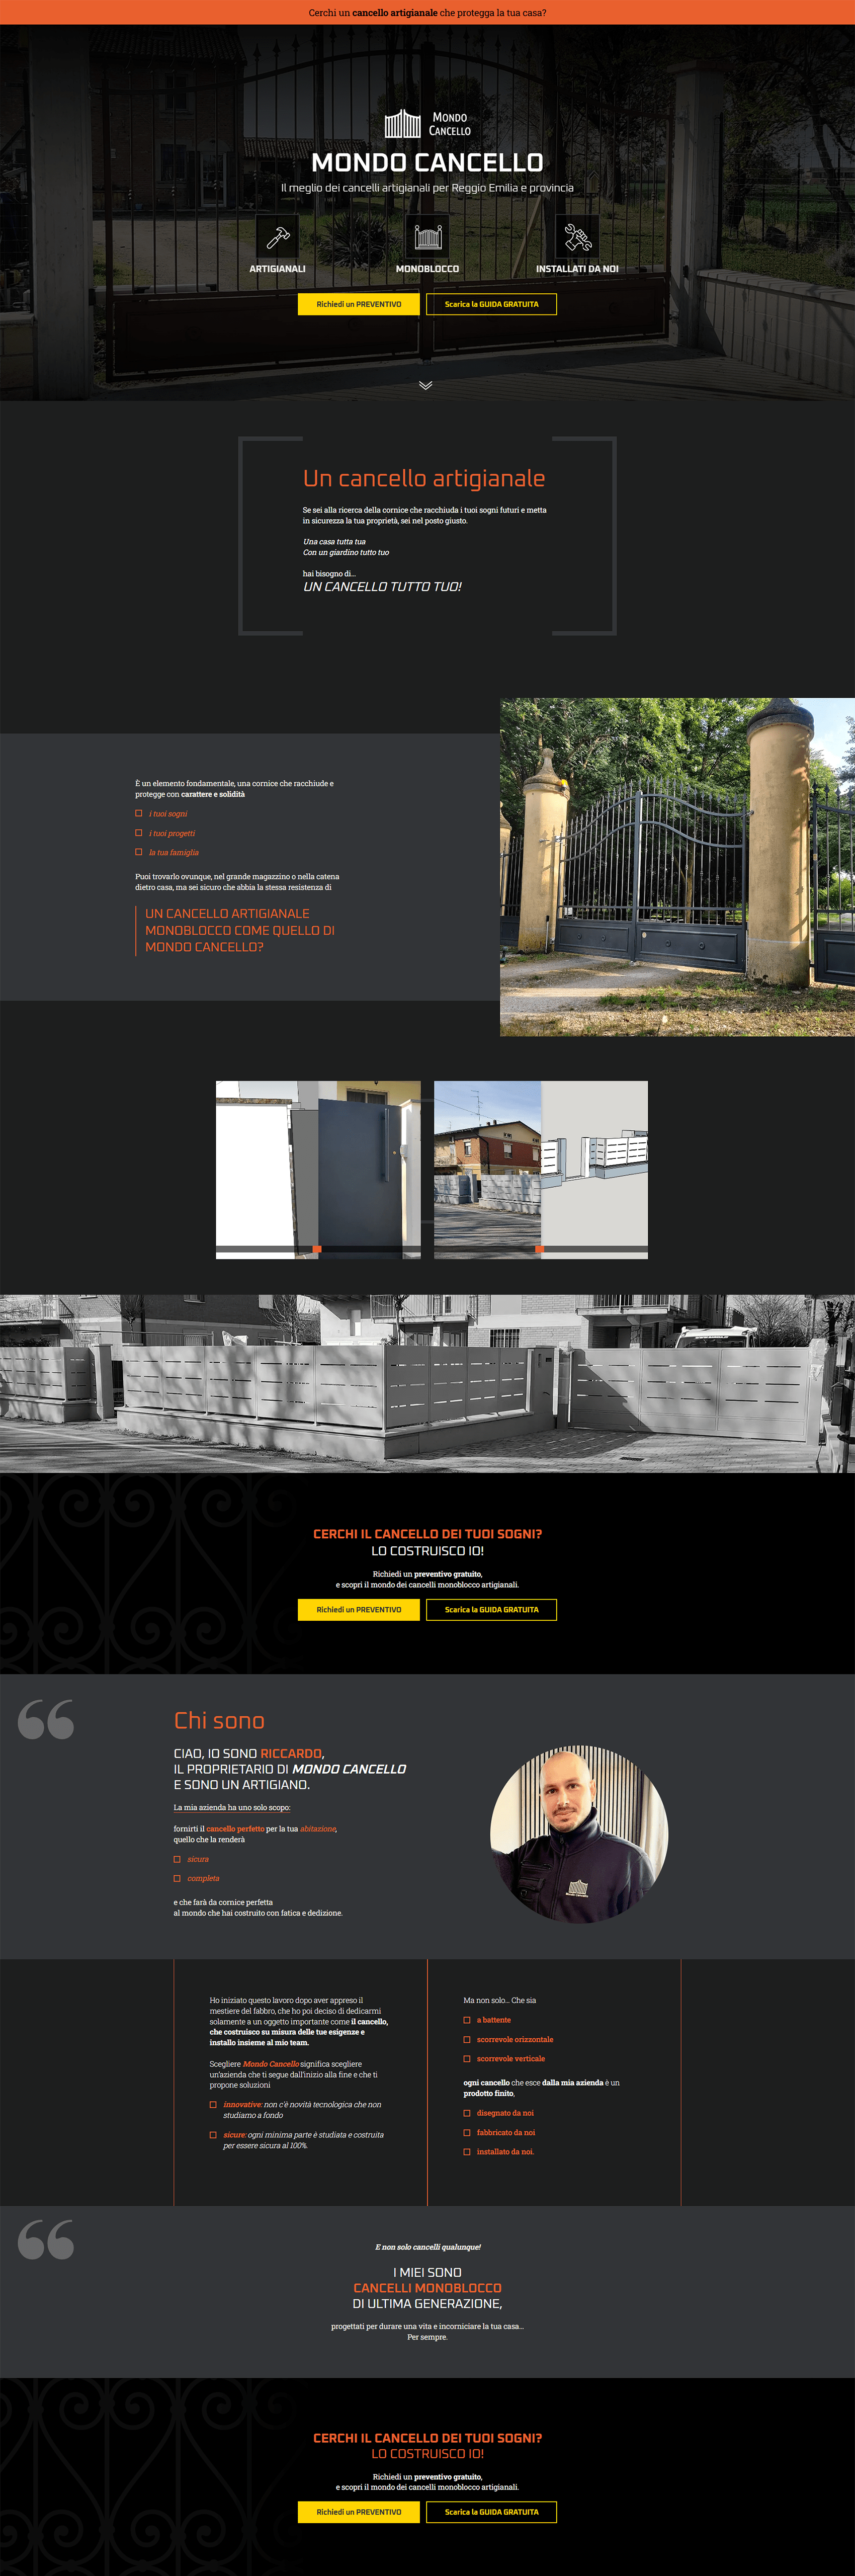 Cerchi un cancello artigianale che protegga la tua casa?
MONDO
CANCELLO
MONDO CANCELLO
Il meglio dei cancelli artigianali per Reggio Emilia e provincia
ARTIGIANALI
MONOBLOCCO
INSTALLATI DA NOI
Richiedi un PREVENTIVO
Scarica la GUIDA GRATUITA
Un cancello artigianale
Se sei alla ricerca della cornice che racchiuda i tuoi sogni futuri e metta
in sicurezza la tua proprietà, sei nel posto giusto.
Una casa tutta tua
Con un giardino tutto tuo
hai bisogno di...
UN CANCELLO TUTTO TUO!
È un elemento fondamentale, una cornice che racchiude e
protegge con carattere e solidità
i tuoi sogni
i tuoi progetti
la tua famiglia
Puoi trovarlo ovunque, nel grande magazzino o nella catena
dietro casa, ma sei sicuro che abbia la stessa resistenza di
UN CANCELLO ARTIGIANALE
MONOBLOCCO COME QUELLO DI
MONDO CANCELLO?
CERCHI IL CANCELLO DEI TUOI SOGNI?
LO COSTRUISCO IO!
Richiedi un preventivo gratuito,
e scopri il mondo dei cancelli monoblocco artigianali.
Richiedi un PREVENTIVO
Scarica la GUIDA GRATUITA
Chi sono
CIAO, IO SONO RICCARDO,
IL PROPRIETARIO DI MONDO CANCELLO
E SONO UN ARTIGIANO.
La mia azienda ha uno solo scopo:
fornirti il cancello perfetto per la tua abitazione,
quello che la renderà
sicura
completa
e che farà da cornice perfetta
al mondo che hai costruito con fatica e dedizione.
Ho iniziato questo lavoro dopo aver appreso il
mestiere del fabbro, che ho poi deciso di dedicarmi
solamente a un oggetto importante come il cancello,
che costruisco su misura delle tue esigenze e
installo insieme al mio team.
Scegliere Mondo Cancello significa scegliere
un'azienda che ti segue dall'inizio alla fine e che ti
propone soluzioni
innovative: non c'è novità tecnologica che non
studiamo a fondo
sicure: ogni minima parte è studiata e costruita
per essere sicura al 100%.
Ma non solo... Che sia
a battente
scorrevole orizzontale
scorrevole verticale
ogni cancello che esce dalla mia azienda è un
prodotto finito,
disegnato da noi
fabbricato da noi
installato da noi.
E non solo cancelli qualunque!
I MIEI SONO
CANCELLI MONOBLOCCO
DI ULTIMA GENERAZIONE,
progettati per durare una vita e incorniciare la tua casa...
Per sempre.
CERCHI IL CANCELLO DEI TUOI SOGNI?
LO COSTRUISCO IO!
Richiedi un preventivo gratuito,
e scopri il mondo dei cancelli monoblocco artigianali.
Richiedi un PREVENTIVO
Scarica la GUIDA GRATUITA